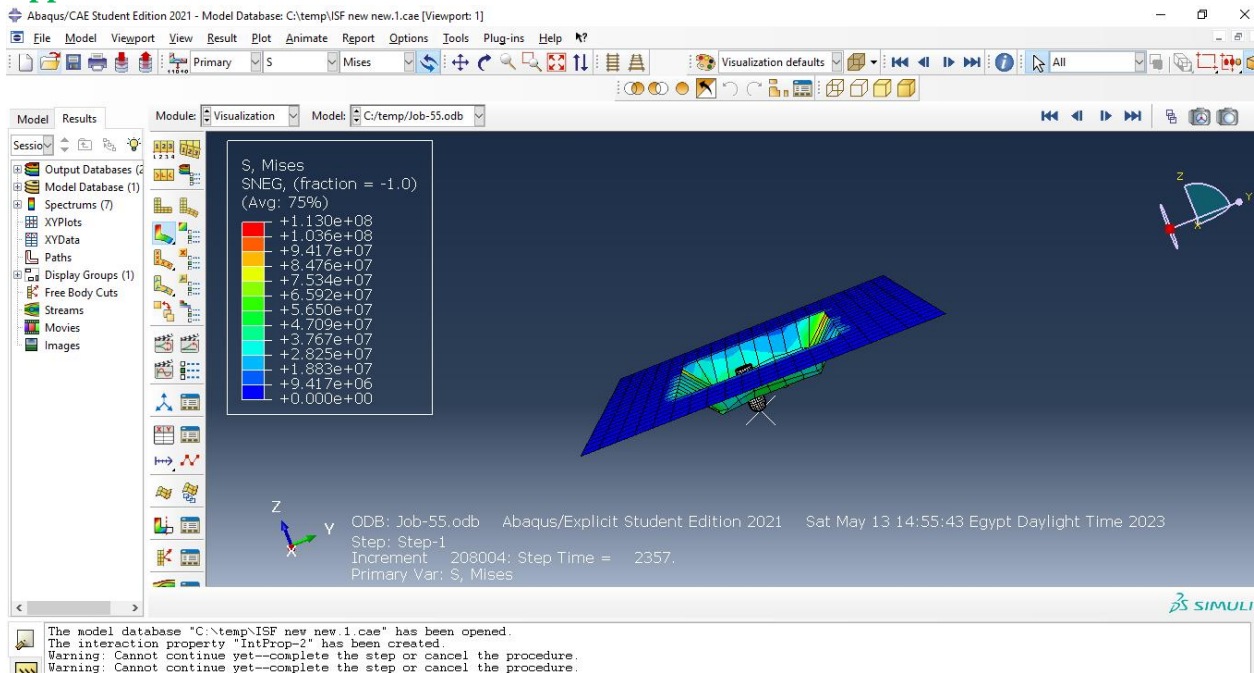 Abaqus/CAE Student Edition 2021 - Model Database: C:\temp\ISF new new.1.cae [Viewport: 1]
File Model Viewport View Result Plot Animate Report Options Tools Plug-ins Help
Primary S Mises Visualization defaults All
Model Results Module: Visualization Model: C:/temp/Job-55.odb
Sessio
Output Databases (2
Model Database (1)
Spectrums (7)
XYPlots
XYData
Paths
Display Groups (1)
Free Body Cuts
Streams
Movies
Images
S, Mises
SNEG, (fraction = -1.0)
(Avg: 75%)
+1.130e+08
+1.036e+08
+9.417e+07
+8.476e+07
+7.534e+07
+6.592e+07
+5.650e+07
+4.709e+07
+3.767e+07
+2.825e+07
+1.883e+07
+9.417e+06
+0.000e+00
Z
Y
X
Z
Y
X
ODB: Job-55.odb Abaqus/Explicit Student Edition 2021 Sat May 13 14:55:43 Egypt Daylight Time 2023
Step: Step-1
Increment 208004: Step Time = 2357.
Primary Var: S, Mises
SIMULI
The model database "C:\temp\ISF new new.1.cae" has been opened.
The interaction property "IntProp-2" has been created.
Warning: Cannot continue yet--complete the step or cancel the procedure.
Warning: Cannot continue yet--complete the step or cancel the procedure.